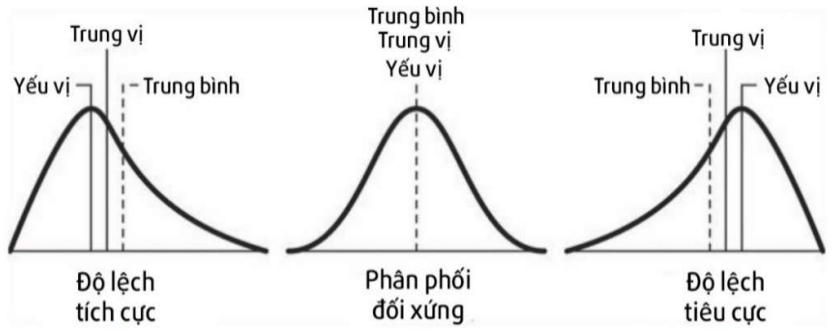 Trung vị
Yếu vị
Trung bình
Độ lệch
tích cực
Trung bình
Trung vị
Yếu vị
Phân phối
đối xứng
Trung vị
Trung bình
Yếu vị
Độ lệch
tiêu cực